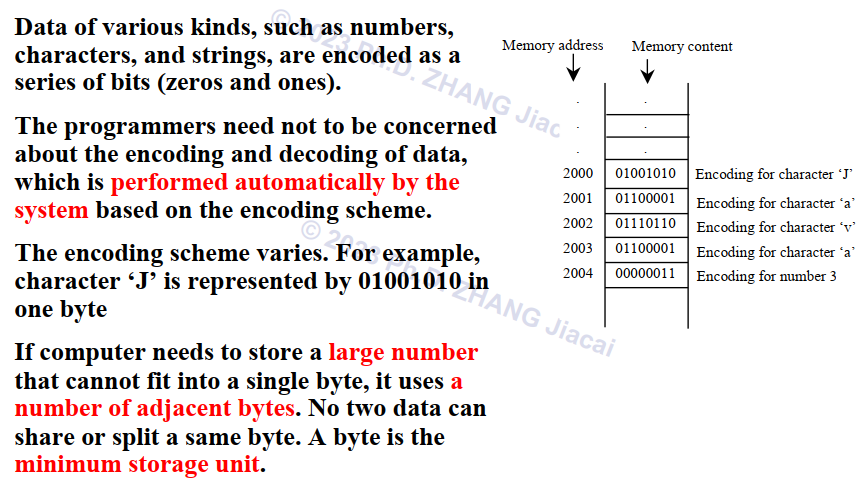 Data of various kinds, such as numbers,
characters, and strings, are encoded as a
series of bits (zeros and ones).
The programmers need not to be concerned
about the encoding and decoding of data,
which is performed automatically by the
system based on the encoding scheme.
The encoding scheme varies. For example,
character ‘J’ is represented by 01001010 in
one byte
If computer needs to store a large number
that cannot fit into a single byte, it uses a
number of adjacent bytes. No two data can
share or split a same byte. A byte is the
minimum storage unit.
Memory address Memory content
. .
. .
. .
2000 01001010 Encoding for character ‘J’
2001 01100001 Encoding for character ‘a’
2002 01110110 Encoding for character ‘v’
2003 01100001 Encoding for character ‘a’
2004 00000011 Encoding for number 3
© 2023 Ph.D. ZHANG Jiac
© 2023 Ph.D. ZHANG Jiacai